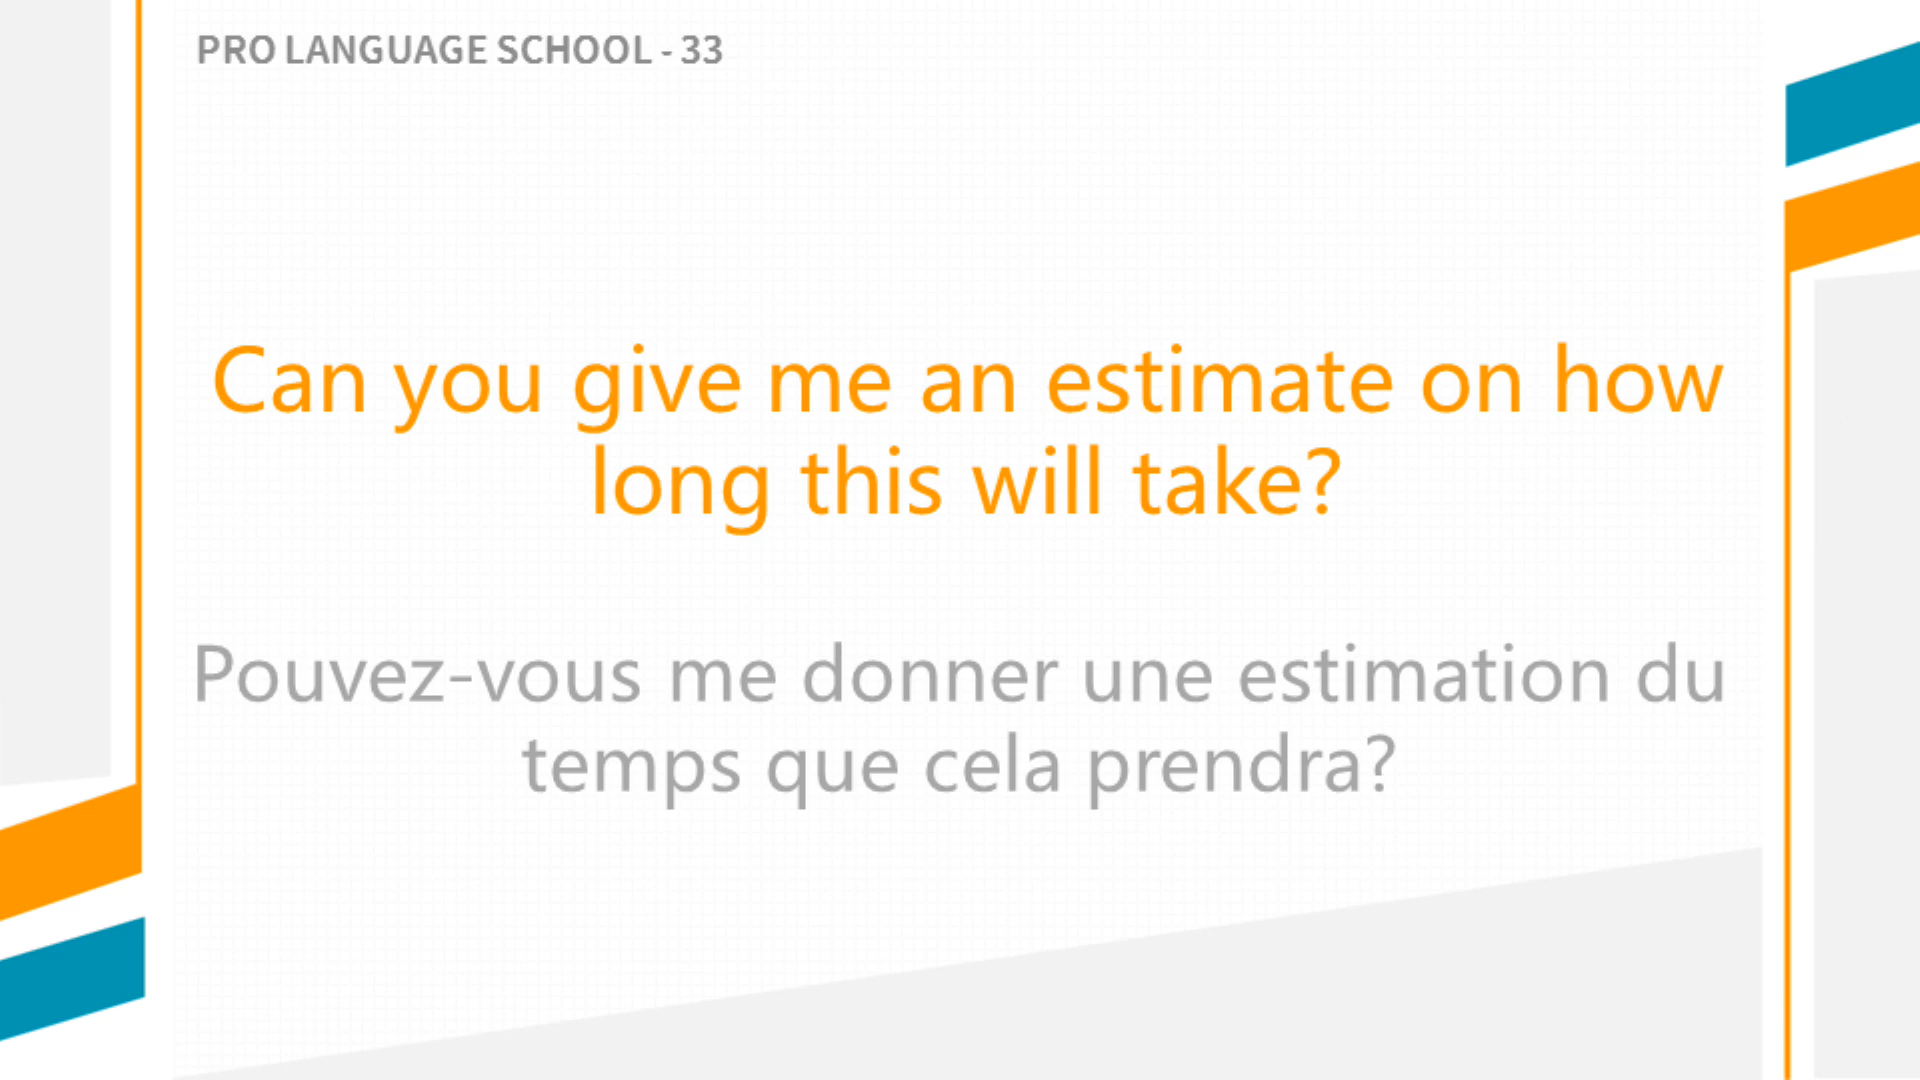 PRO LANGUAGE SCHOOL - 33
Can you give me an estimate on how
long this will take?
Pouvez-vous me donner une estimation du
temps que cela prendra?